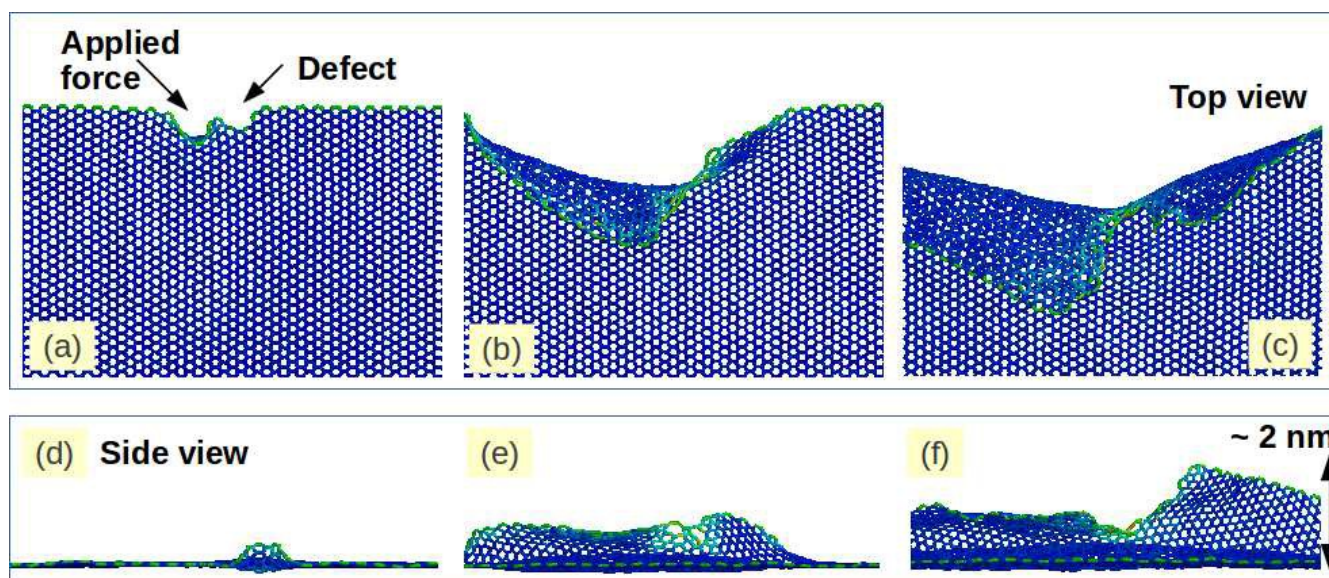 Applied
force
Defect
Top view
(a)
(b)
(c)
(d) Side view
(e)
(f)
~ 2 nm